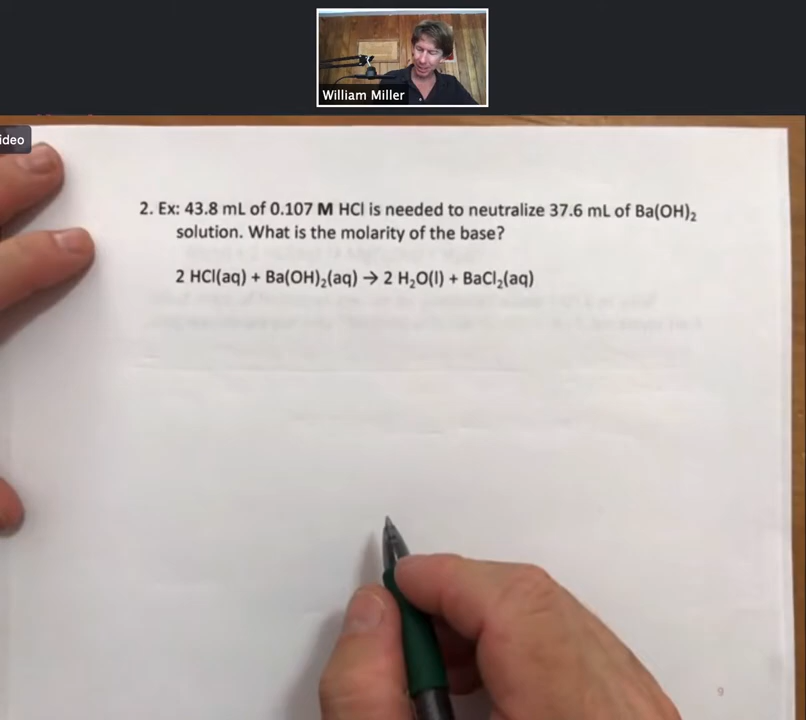 William Miller
ideo
2. Ex: 43.8 mL of 0.107 M HCl is needed to neutralize 37.6 mL of Ba(OH)₂
solution. What is the molarity of the base?
2 HCl(aq) + Ba(OH)₂(aq) → 2 H₂O(l) + BaCl₂(aq)
9